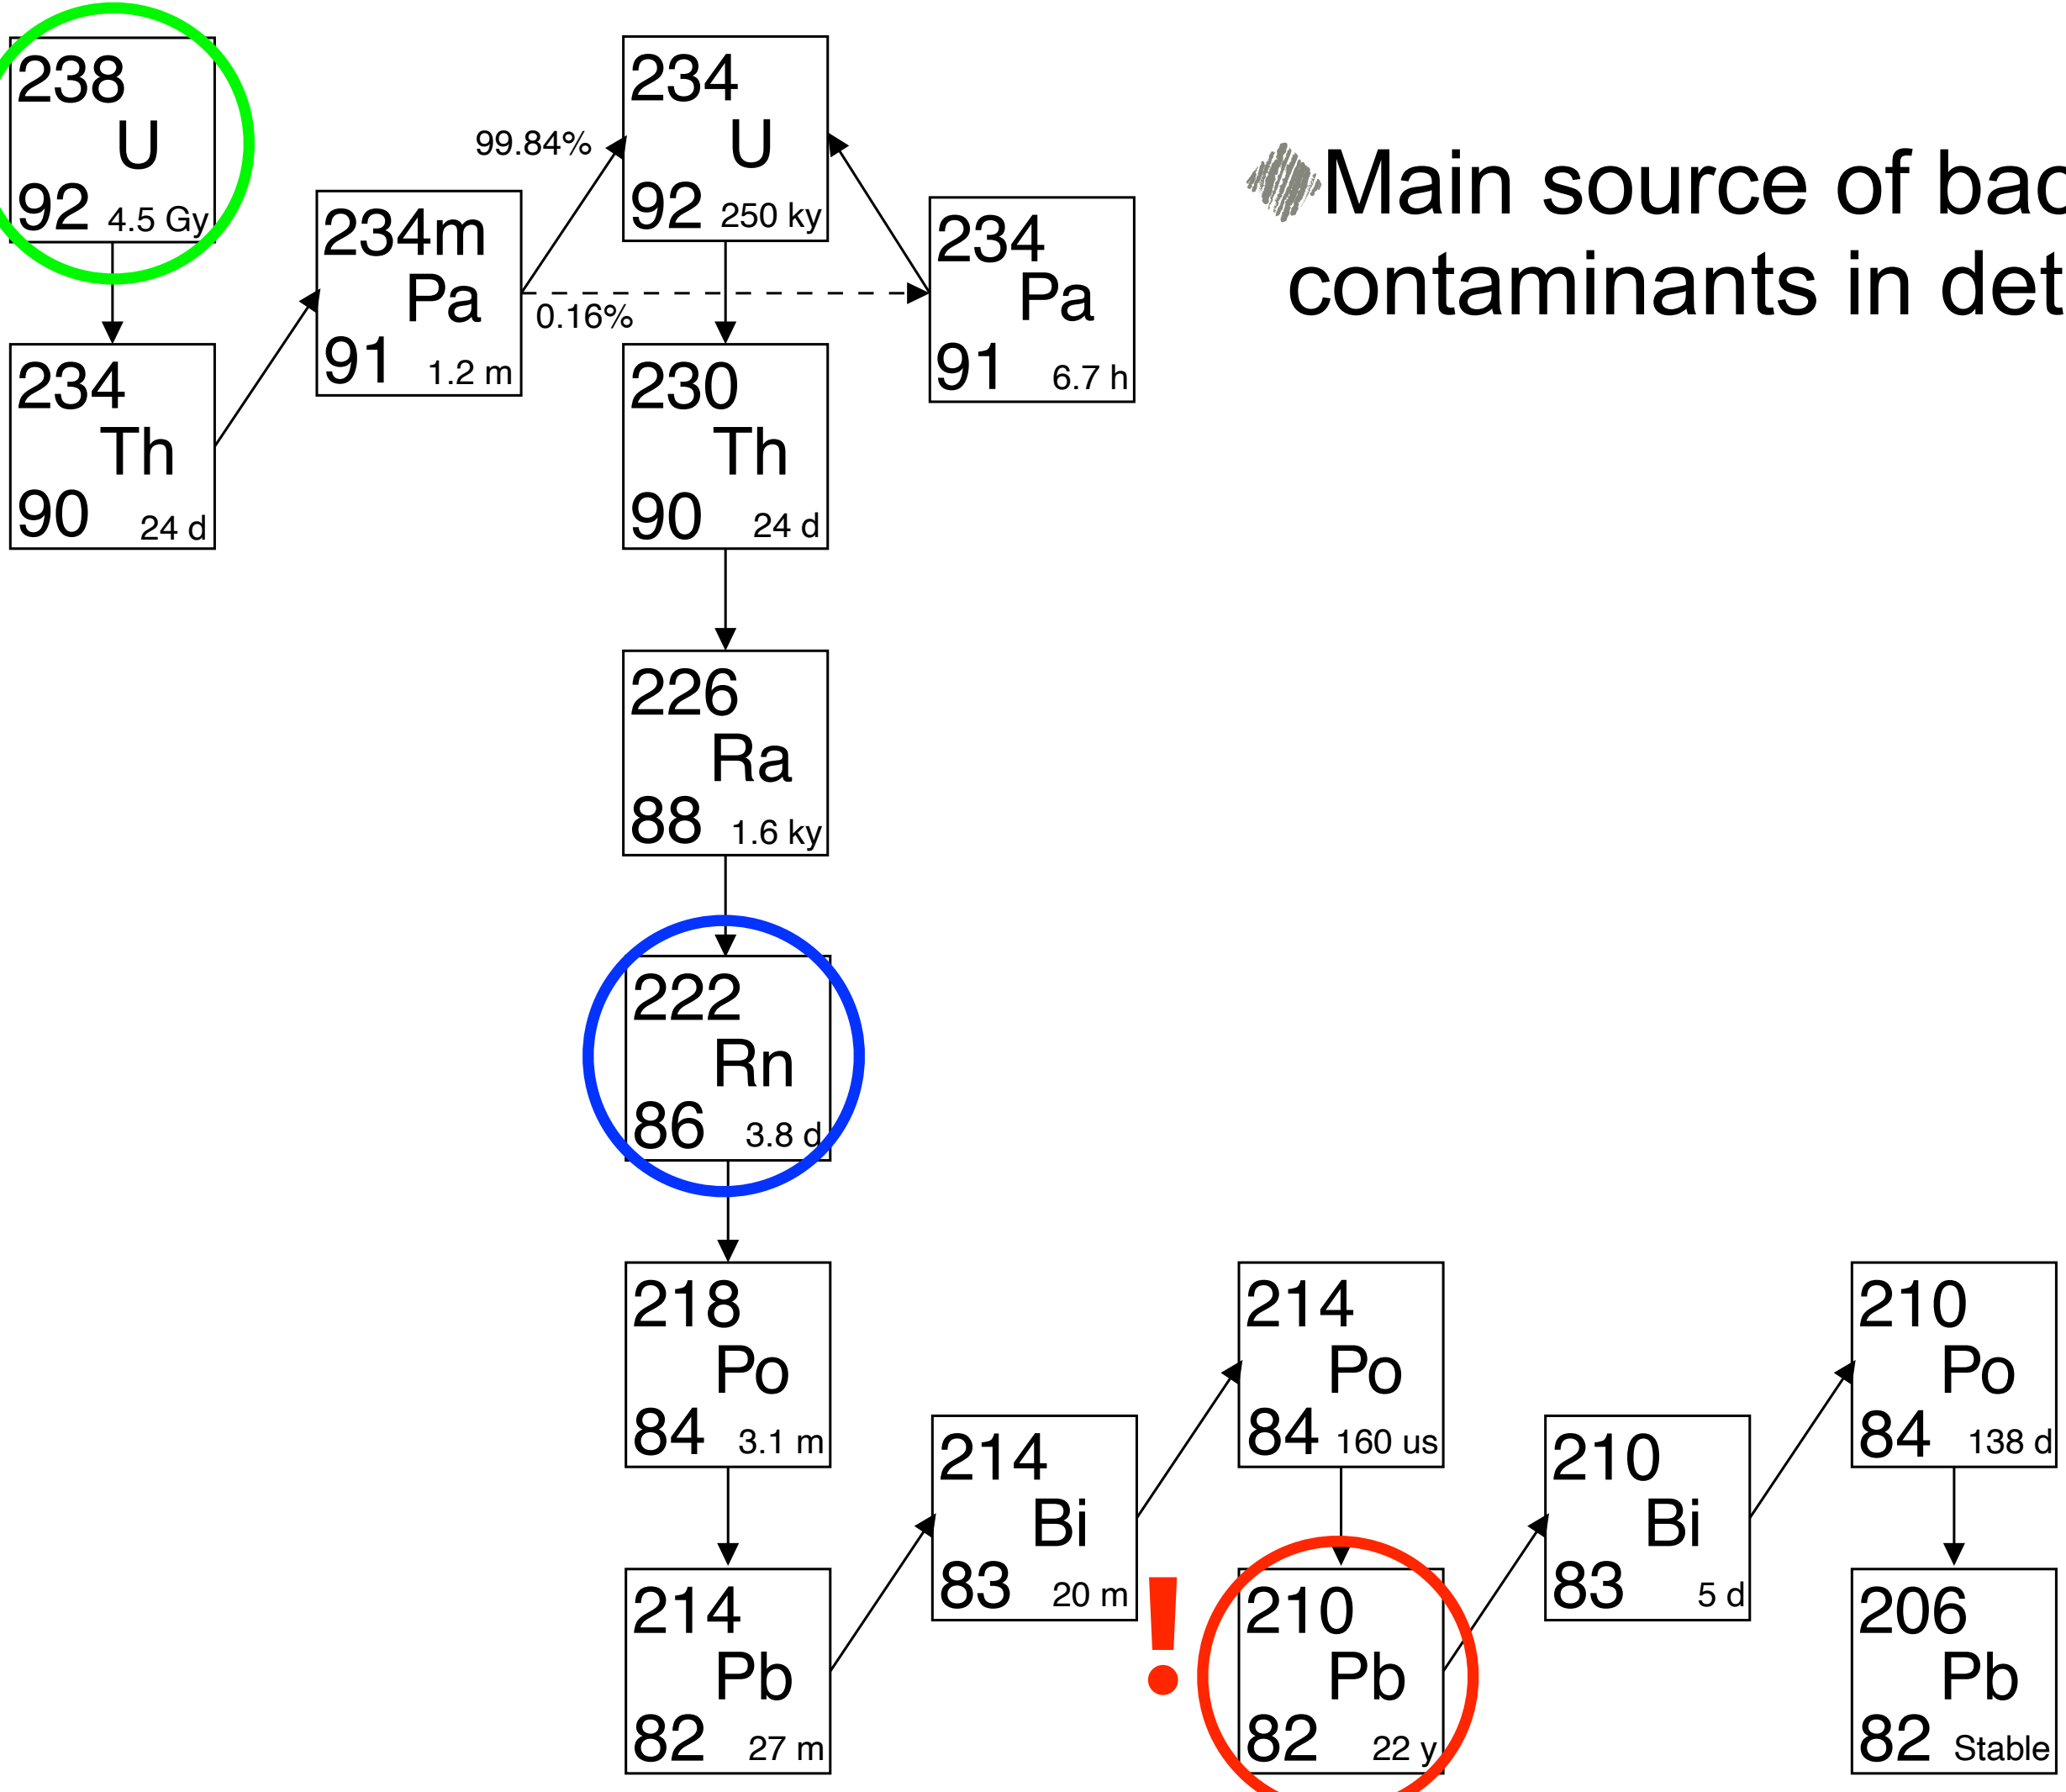 238
U
92 4.5 Gy
234
Th
90 24 d
234m
Pa
91 1.2 m
99.84%
0.16%
234
U
92 250 ky
234
Pa
91 6.7 h
230
Th
90 24 d
226
Ra
88 1.6 ky
222
Rn
86 3.8 d
218
Po
84 3.1 m
214
Pb
82 27 m
214
Bi
83 20 m
214
Po
84 160 us
!
210
Pb
82 22 y
210
Bi
83 5 d
210
Po
84 138 d
206
Pb
82 Stable
Main source of
contaminants in